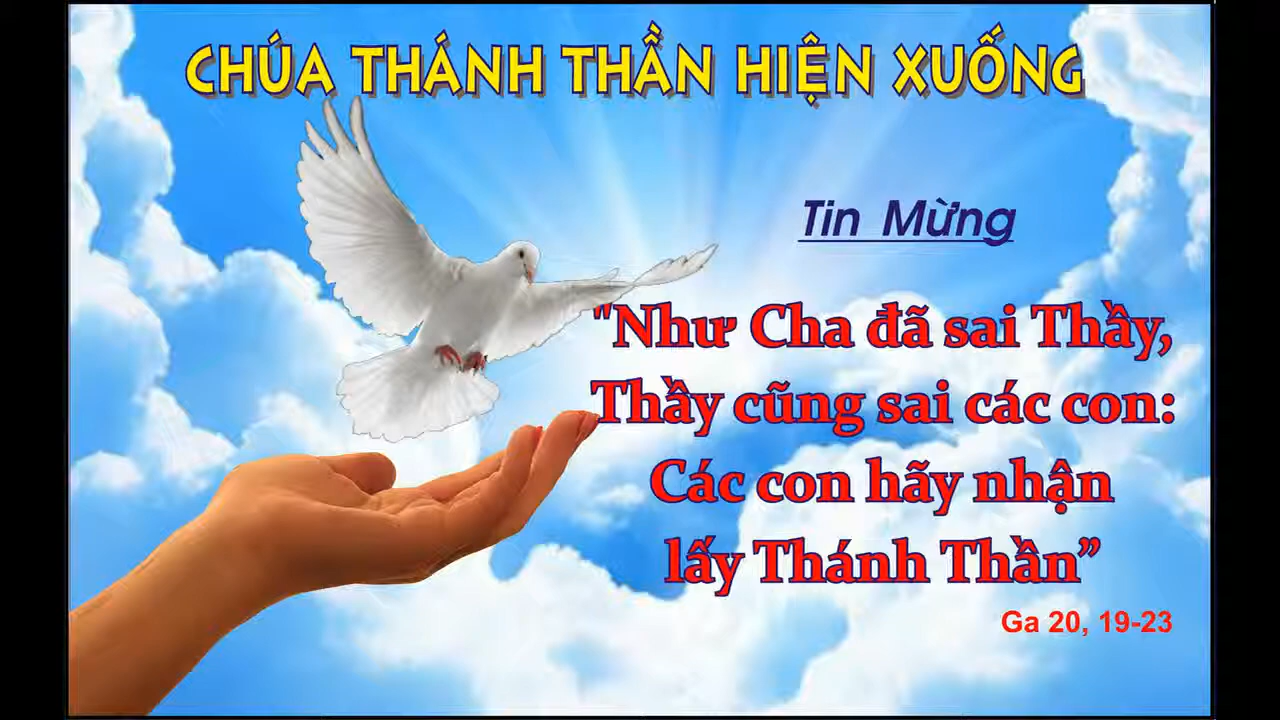 CHÚA THÁNH THẦN HIỆN XUỐNG
Tin Mừng
"Như Cha đã sai Thầy,
Thầy cũng sai các con:
Các con hãy nhận
lấy Thánh Thần”
Ga 20, 19-23